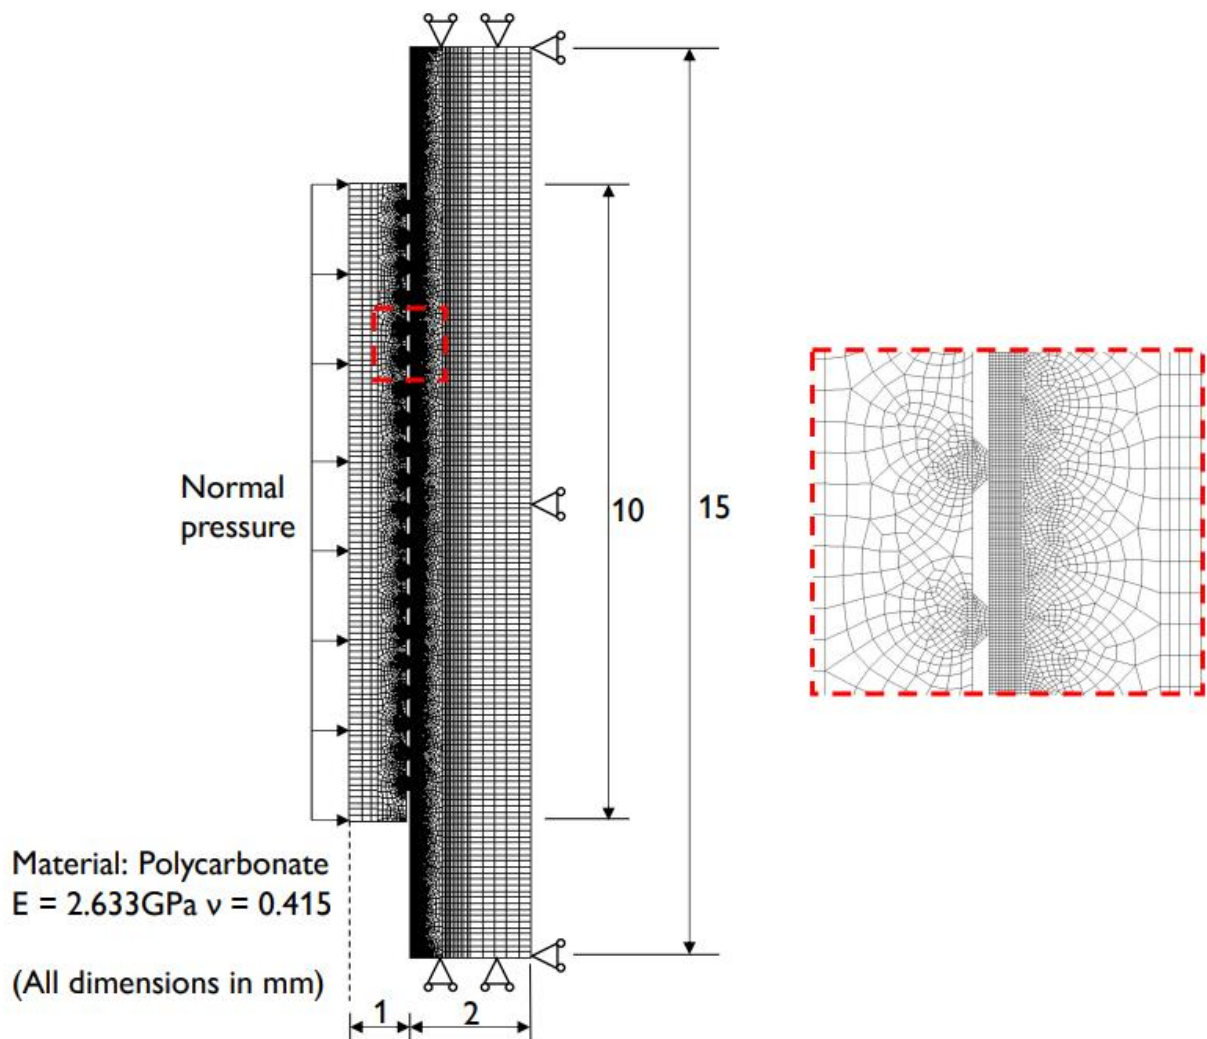 Normal
pressure
10
15
Material: Polycarbonate
E = 2.633GPa ν = 0.415
(All dimensions in mm)
1
2